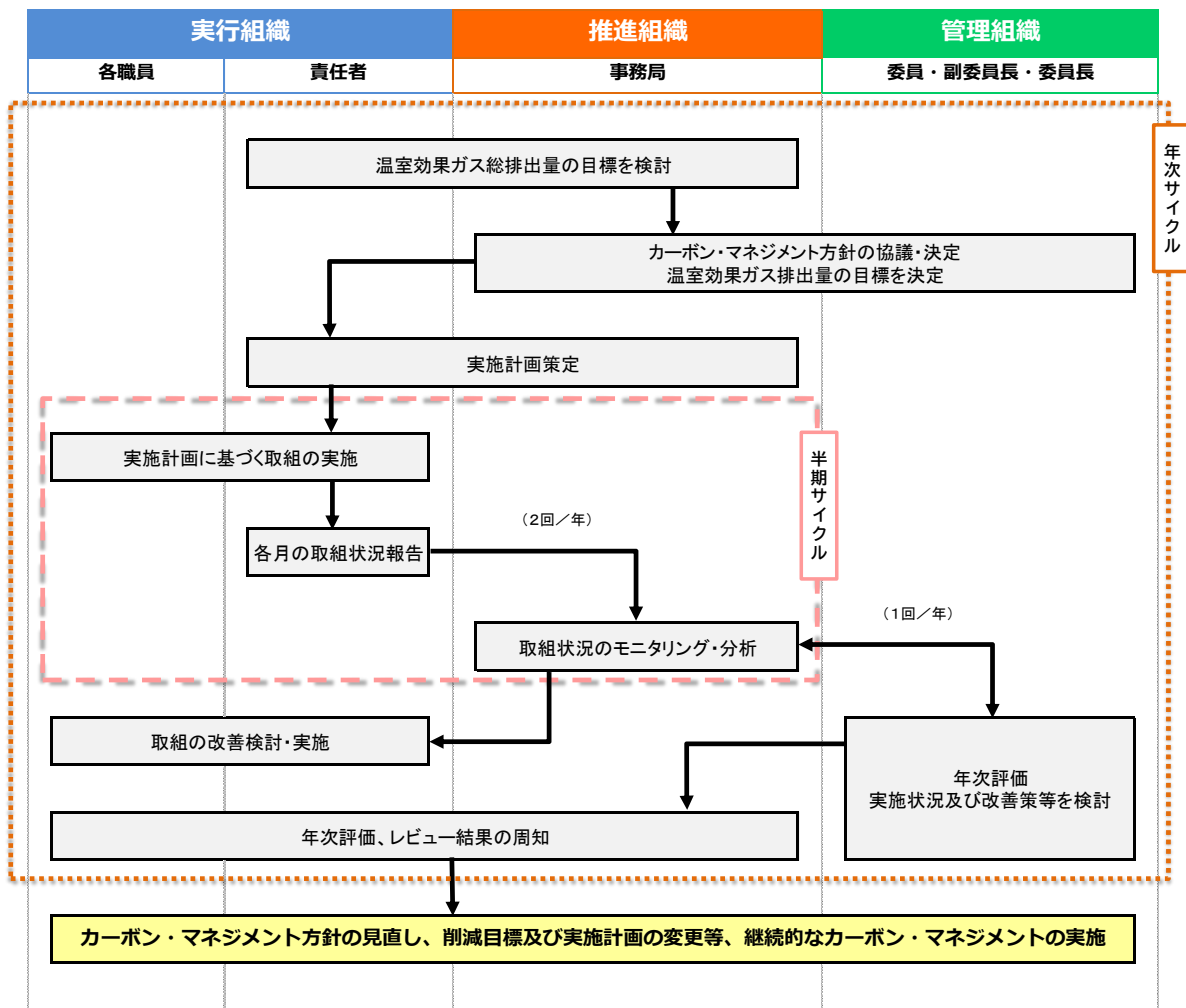 実行組織
推進組織
管理組織
各職員
責任者
事務局
委員・副委員長・委員長
年次サイクル
温室効果ガス総排出量の目標を検討
カーボン・マネジメント方針の協議・決定
温室効果ガス排出量の目標を決定
実施計画策定
半期サイクル
実施計画に基づく取組の実施
(2回/年)
各月の取組状況報告
(1回/年)
取組状況のモニタリング・分析
取組の改善検討・実施
年次評価
実施状況及び改善策等を検討
年次評価、レビュー結果の周知
カーボン・マネジメント方針の見直し、削減目標及び実施計画の変更等、継続的なカーボン・マネジメントの実施